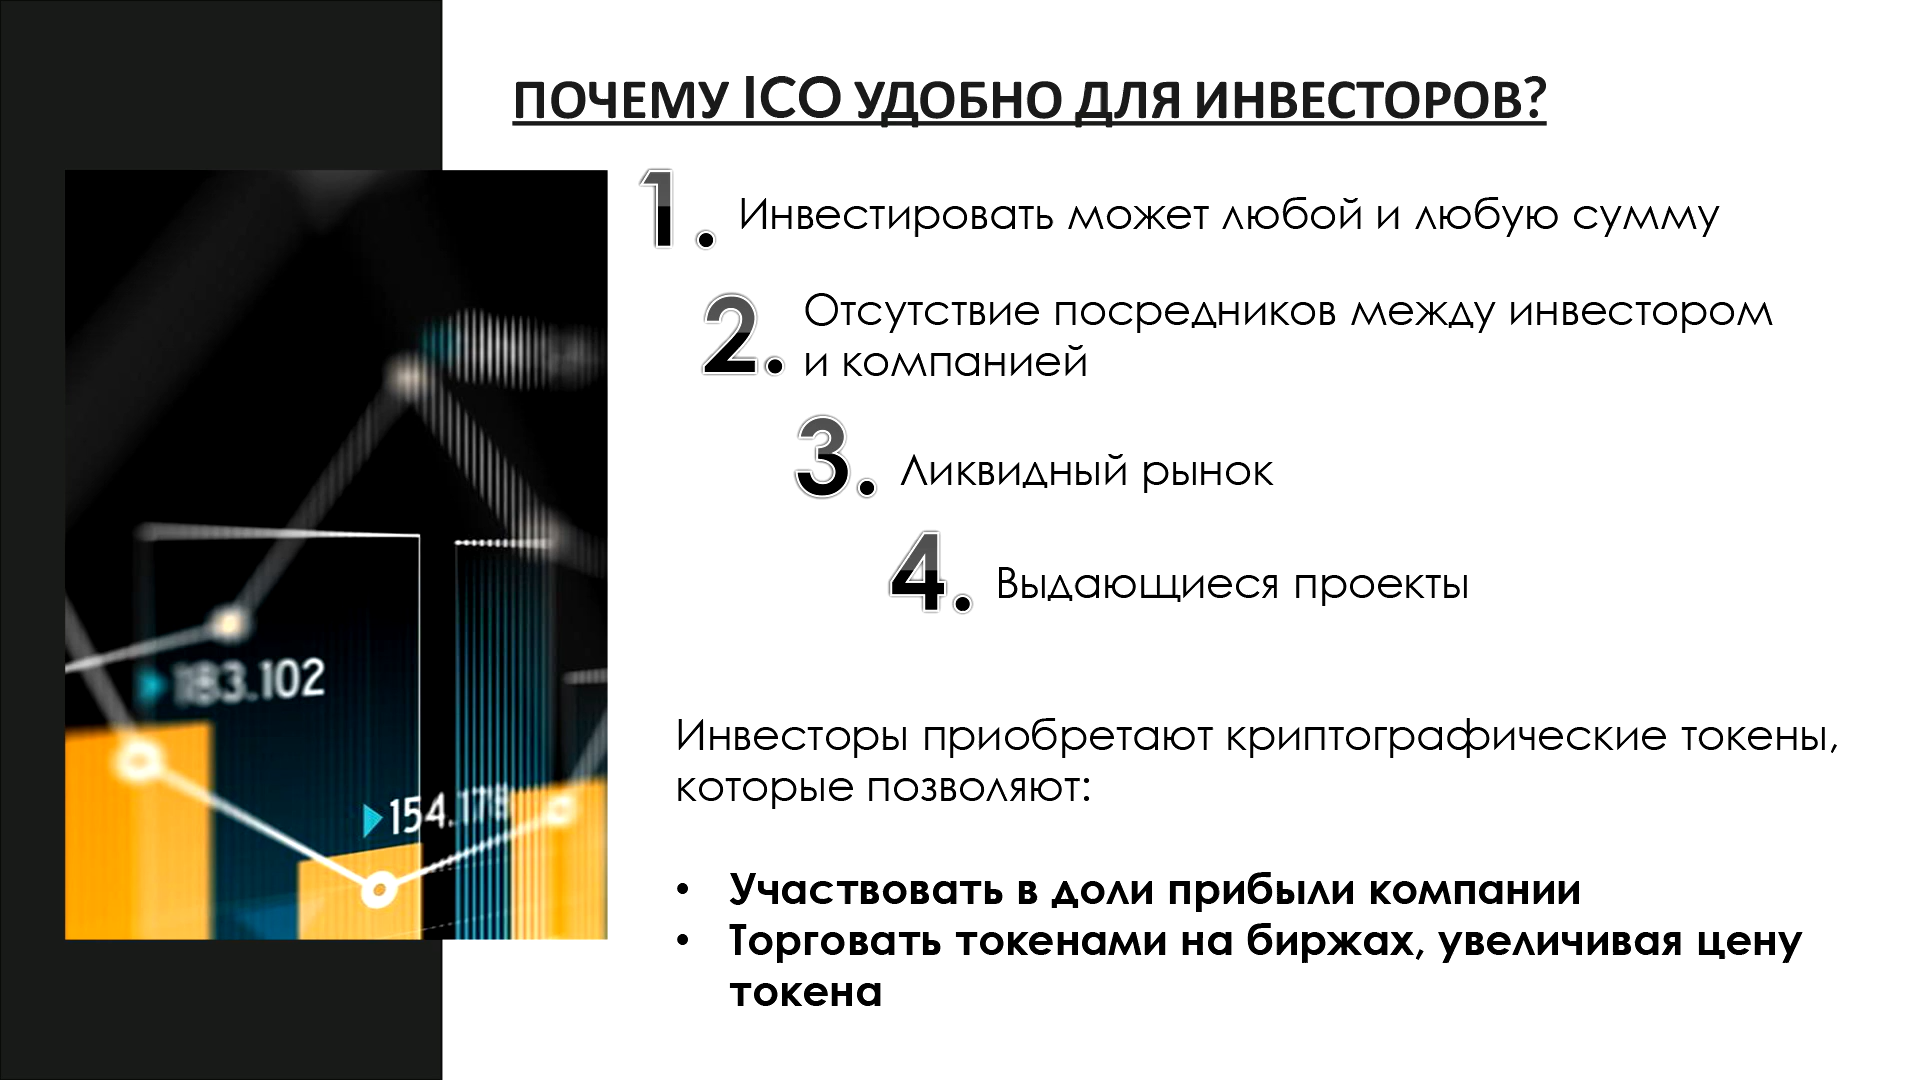 ПОЧЕМУ ICO УДОБНО ДЛЯ ИНВЕСТОРОВ?
1. Инвестировать может любой и любую сумму
2. Отсутствие посредников между инвестором
и компанией
3. Ликвидный рынок
4. Выдающиеся проекты
183.102
154.178
Инвесторы приобретают криптографические токены,
которые позволяют:
• Участвовать в доли прибыли компании
• Торговать токенами на биржах, увеличивая цену
токена